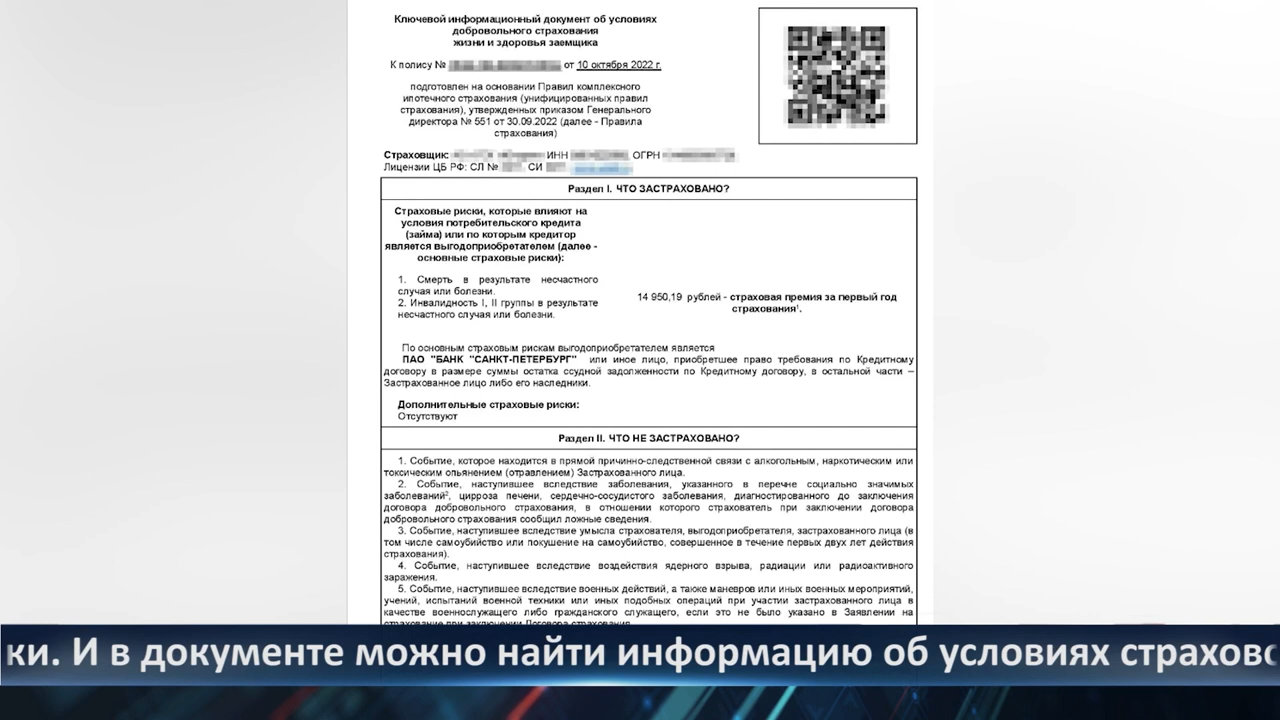 Ключевой информационный документ об условиях
добровольного страхования
жизни и здоровья заемщика
К полису № от 10 октября 2022 г.
подготовлен на основании Правил комплексного
ипотечного страхования (унифицированных правил
страхования), утвержденных приказом Генерального
директора № 551 от 30.09.2022 (далее - Правила
страхования)
Страховщик: ИНН ОГРН
Лицензии ЦБ РФ: СЛ № СИ
Раздел I. ЧТО ЗАСТРАХОВАНО?
Страховые риски, которые влияют на
условия потребительского кредита
(займа) или по которым кредитор
является выгодоприобретателем (далее -
основные страховые риски):
1. Смерть в результате несчастного
случая или болезни.
2. Инвалидность I, II группы в результате
несчастного случая или болезни.
14 950,19 рублей - страховая премия за первый год
страхования¹.
По основным страховым рискам выгодоприобретателем является
ПАО "БАНК "САНКТ-ПЕТЕРБУРГ" или иное лицо, приобретшее право требования по Кредитному
договору в размере суммы остатка ссудной задолженности по Кредитному договору, в остальной части –
Застрахованное лицо либо его наследники.
Дополнительные страховые риски:
Отсутствуют
Раздел II. ЧТО НЕ ЗАСТРАХОВАНО?
1. Событие, которое находится в прямой причинно-следственной связи с алкогольным, наркотическим или
токсическим опьянением (отравлением) Застрахованного лица.
2. Событие, наступившее вследствие заболевания, указанного в перечне социально значимых
заболеваний², цирроза печени, сердечно-сосудистого заболевания, диагностированного до заключения
договора добровольного страхования, в отношении которого страхователь при заключении договора
добровольного страхования сообщил ложные сведения.
3. Событие, наступившее вследствие умысла страхователя, выгодоприобретателя, застрахованного лица (в
том числе самоубийство или покушение на самоубийство, совершенное в течение первых двух лет действия
страхования).
4. Событие, наступившее вследствие воздействия ядерного взрыва, радиации или радиоактивного
заражения.
5. Событие, наступившее вследствие военных действий, а также маневров или иных военных мероприятий,
учений, испытаний военной техники или иных подобных операций при участии застрахованного лица в
качестве военнослужащего либо гражданского служащего, если это не было указано в Заявлении на
страхование при заключении Договора страхования.
ки. И в документе можно найти информацию об условиях страхово